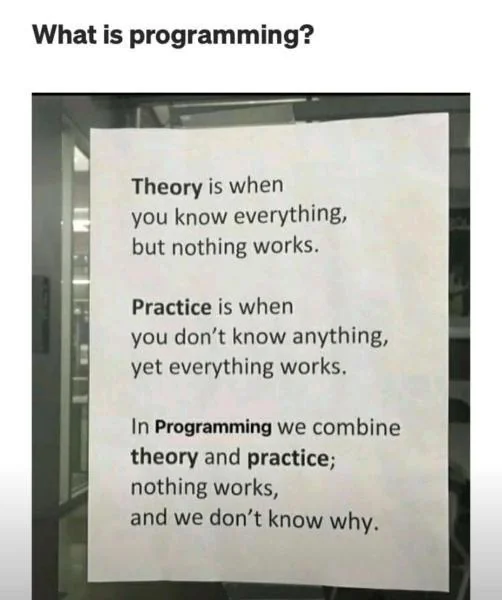 What is programming?
Theory is when
you know everything,
but nothing works.
Practice is when
you don't know anything,
yet everything works.
In Programming we combine
theory and practice;
nothing works,
and we don't know why.